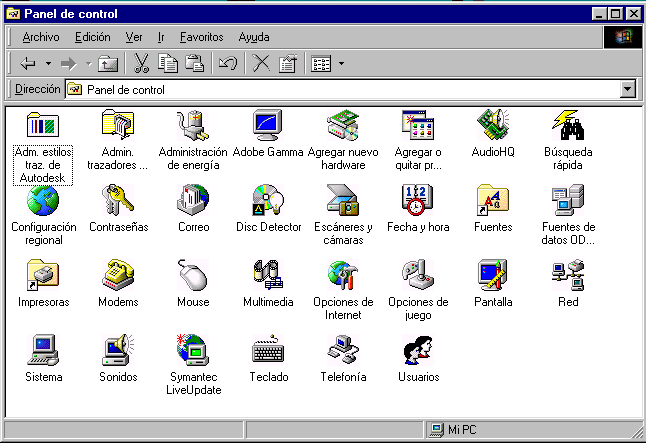 Panel de control
Archivo Edición Ver Ir Favoritos Ayuda
Dirección Panel de control
Adm. estilos traz. de Autodesk
Admin. trazadores ...
Administración de energía
Adobe Gamma
Agregar nuevo hardware
Agregar o quitar pr...
AudioHQ
Búsqueda rápida
Configuración regional
Contraseñas
Correo
Disc Detector
Escáneres y cámaras
Fecha y hora
Fuentes
Fuentes de datos OD...
Impresoras
Modems
Mouse
Multimedia
Opciones de Internet
Opciones de juego
Pantalla
Red
Sistema
Sonidos
Symantec LiveUpdate
Teclado
Telefonía
Usuarios
Mi PC